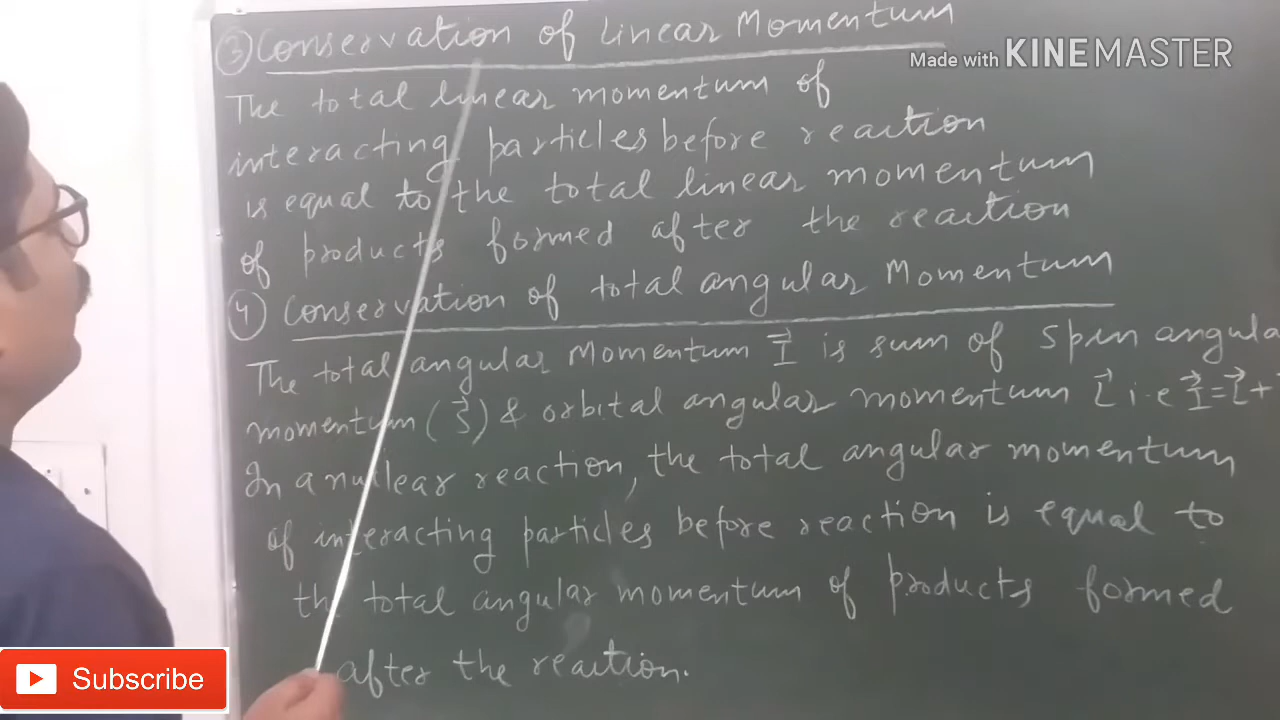 ③ Conservation of Linear Momentum
Made with KINEMASTER
The total linear momentum of
interacting particles before reaction
is equal to the total linear momentum
of products formed after the reaction
④ Conservation of total angular Momentum
The total angular Momentum I⃗ is sum of spin angula
momentum (S⃗) & orbital angular momentum L⃗ i.e I⃗=L⃗+
In a nuclear reaction, the total angular momentum
of interacting particles before reaction is equal to
the total angular momentum of products formed
after the reaction.
Subscribe